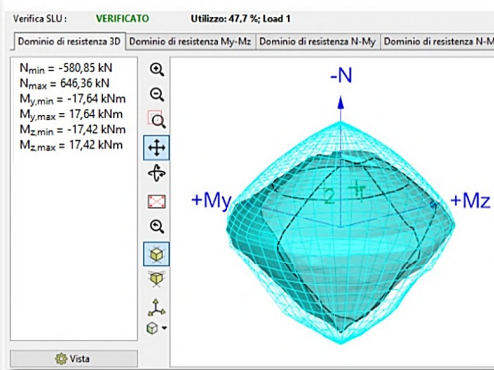 Verifica SLU : VERIFICATO Utilizzo: 47,7 %; Load 1
Dominio di resistenza 3D Dominio di resistenza My-Mz Dominio di resistenza N-My Dominio di resistenza N-M
Nmin = -580,85 kN
Nmax = 646,36 kN
My,min = -17,64 kNm
My,max = 17,64 kNm
Mz,min = -17,42 kNm
Mz,max = 17,42 kNm
-N
+My
+Mz
2
1
Vista